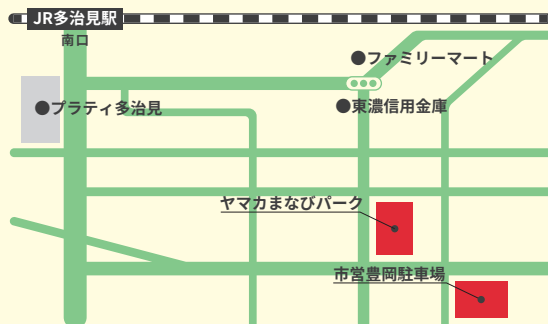 JR多治見駅
南口
●ファミリーマート
●プラティ多治見
●東濃信用金庫
ヤマカまなびパーク
市営豊岡駐車場